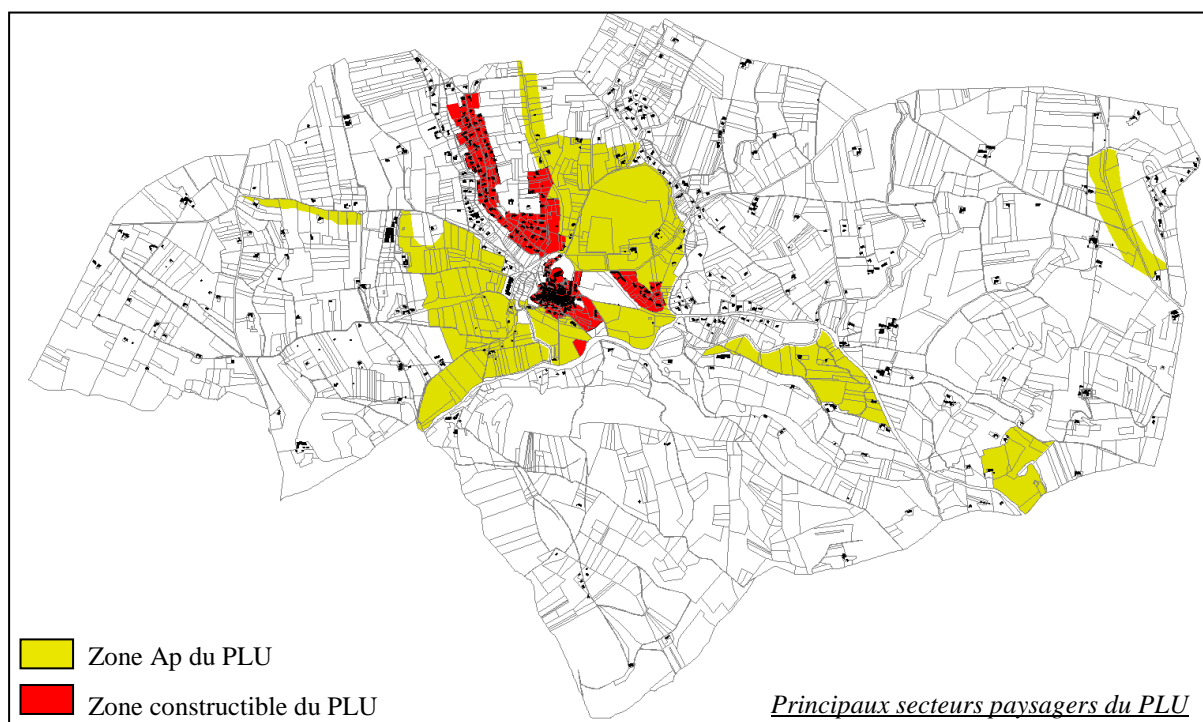 Zone Ap du PLU
Zone constructible du PLU
Principaux secteurs paysagers du PLU